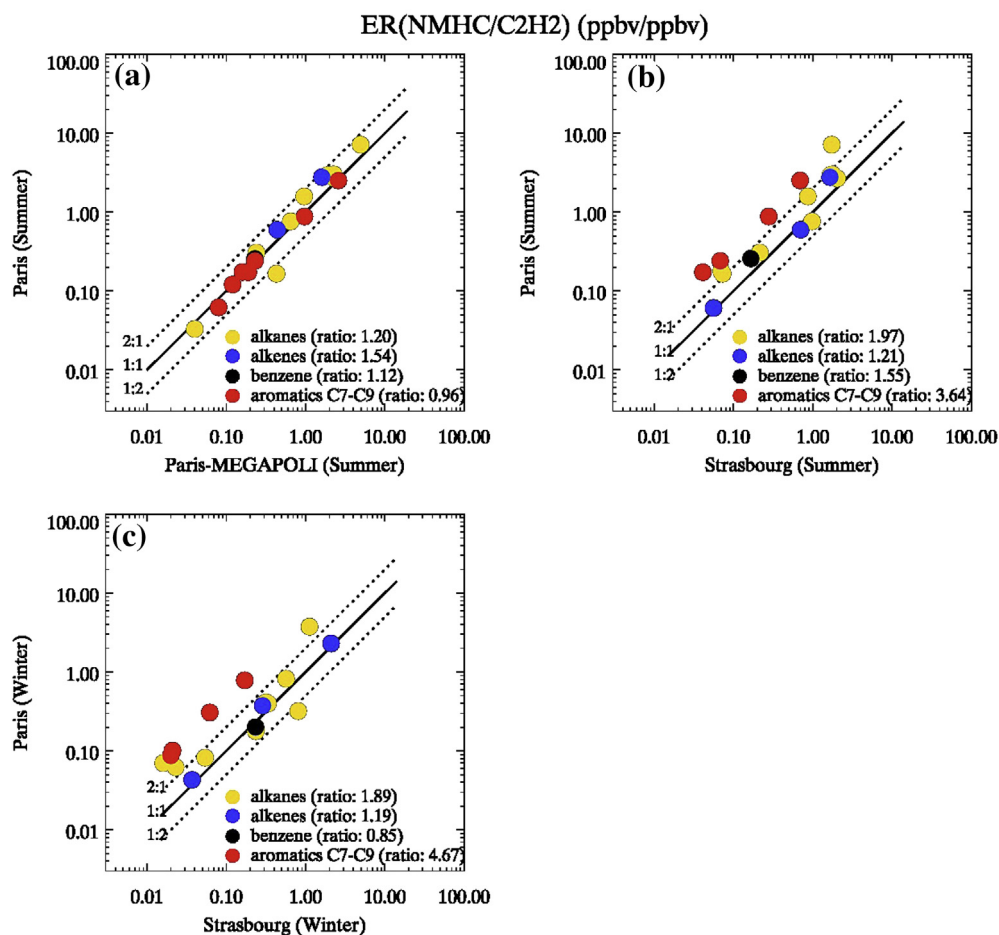 ER(NMHC/C2H2) (ppbv/ppbv)
(a)
100.00
10.00
1.00
0.10
0.01
Paris (Summer)
2:1
1:1
1:2
alkanes (ratio: 1.20)
alkenes (ratio: 1.54)
benzene (ratio: 1.12)
aromatics C7-C9 (ratio: 0.96)
0.01 0.10 1.00 10.00 100.00
Paris-MEGAPOLI (Summer)
(b)
100.00
10.00
1.00
0.10
0.01
Paris (Summer)
2:1
1:1
1:2
alkanes (ratio: 1.97)
alkenes (ratio: 1.21)
benzene (ratio: 1.55)
aromatics C7-C9 (ratio: 3.64)
0.01 0.10 1.00 10.00 100.00
Strasbourg (Summer)
(c)
100.00
10.00
1.00
0.10
0.01
Paris (Winter)
2:1
1:1
1:2
alkanes (ratio: 1.89)
alkenes (ratio: 1.19)
benzene (ratio: 0.85)
aromatics C7-C9 (ratio: 4.67)
0.01 0.10 1.00 10.00 100.00
Strasbourg (Winter)